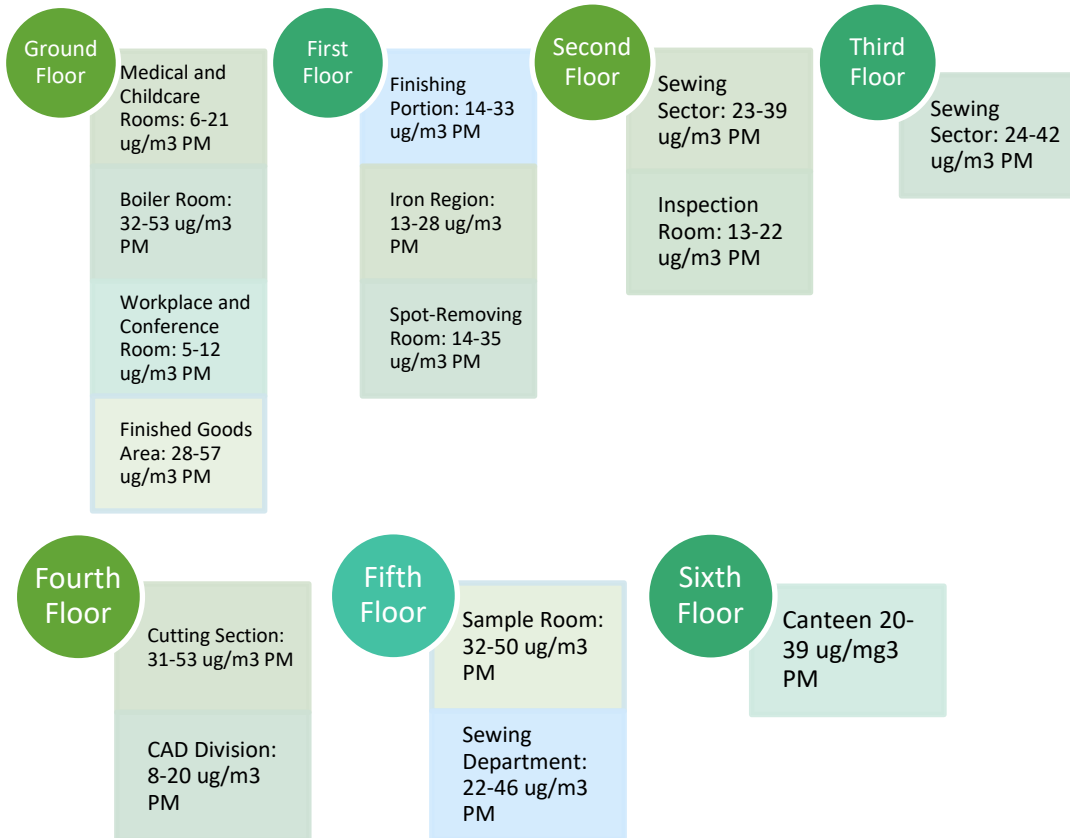 Ground
Floor
Medical and
Childcare
Rooms: 6-21
ug/m3 PM
Boiler Room:
32-53 ug/m3
PM
Workplace and
Conference
Room: 5-12
ug/m3 PM
Finished Goods
Area: 28-57
ug/m3 PM
First
Floor
Finishing
Portion: 14-33
ug/m3 PM
Iron Region:
13-28 ug/m3
PM
Spot-Removing
Room: 14-35
ug/m3 PM
Second
Floor
Sewing
Sector: 23-39
ug/m3 PM
Inspection
Room: 13-22
ug/m3 PM
Third
Floor
Sewing
Sector: 24-42
ug/m3 PM
Fourth
Floor
Cutting Section:
31-53 ug/m3 PM
CAD Division:
8-20 ug/m3
PM
Fifth
Floor
Sample Room:
32-50 ug/m3
PM
Sewing
Department:
22-46 ug/m3
PM
Sixth
Floor
Canteen 20-
39 ug/mg3
PM